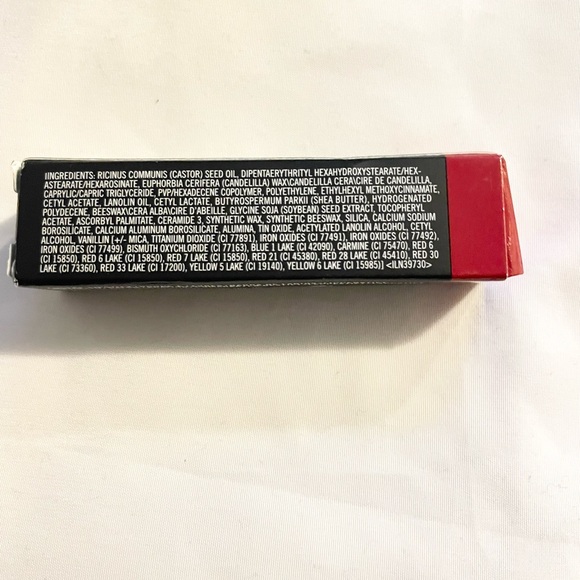 IINGREDIENTS: RICINUS COMMUNIS (CASTOR) SEED OIL, DIPENTAERYTHRITYL HEXAHYDROXYSTEARATE/HEX-
ASTEARATE/HEXAROSINATE, EUPHORBIA CERIFERA (CANDELILLA) WAX\CANDELILLA CERA\CIRE DE CANDELILLA,
CAPRYLIC/CAPRIC TRIGLYCERIDE, PVP/HEXADECENE COPOLYMER, POLYETHYLENE, ETHYLHEXYL METHOXYCINNAMATE,
CETYL ACETATE, LANOLIN OIL, CETYL LACTATE, BUTYROSPERMUM PARKII (SHEA BUTTER), HYDROGENATED
POLYDECENE, BEESWAX\CERA ALBA\CIRE D'ABEILLE, GLYCINE SOJA (SOYBEAN) SEED EXTRACT, TOCOPHERYL
ACETATE, ASCORBYL PALMITATE, CERAMIDE 3, SYNTHETIC WAX, SYNTHETIC BEESWAX, SILICA, CALCIUM SODIUM
BOROSILICATE, CALCIUM ALUMINUM BOROSILICATE, ALUMINA, TIN OXIDE, ACETYLATED LANOLIN ALCOHOL, CETYL
ALCOHOL, VANILLIN [+/- MICA, TITANIUM DIOXIDE (CI 77891), IRON OXIDES (CI 77491), IRON OXIDES (CI 77492),
IRON OXIDES (CI 77499), BISMUTH OXYCHLORIDE (CI 77163), BLUE 1 LAKE (CI 42090), CARMINE (CI 75470), RED 6
(CI 15850), RED 6 LAKE (CI 15850), RED 7 LAKE (CI 15850), RED 21 (CI 45380), RED 28 LAKE (CI 45410), RED 30
LAKE (CI 73360), RED 33 LAKE (CI 17200), YELLOW 5 LAKE (CI 19140), YELLOW 6 LAKE (CI 15985)] <ILN39730>